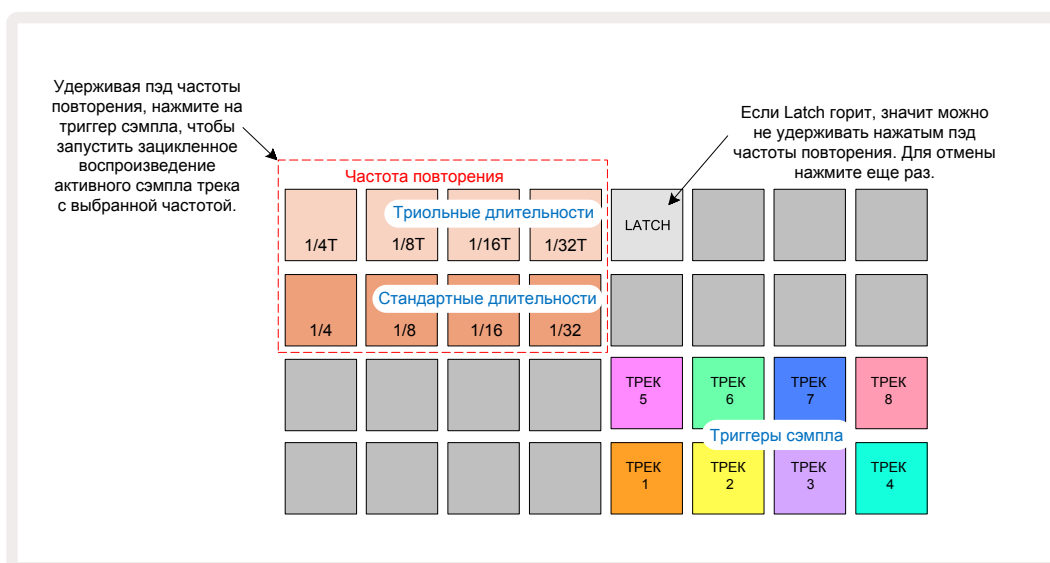 Удерживая пэд частоты
повторения, нажмите на
триггер сэмпла, чтобы
запустить зацикленное
воспроизведение
активного сэмпла трека
с выбранной частотой.
Если Latch горит, значит можно
не удерживать нажатым пэд
частоты повторения. Для отмены
нажмите еще раз.
Частота повторения
Триольные длительности
1/4T 1/8T 1/16T 1/32T
LATCH
Стандартные длительности
1/4 1/8 1/16 1/32
ТРЕК ТРЕК ТРЕК ТРЕК
5 6 7 8
Триггеры сэмпла
ТРЕК ТРЕК ТРЕК ТРЕК
1 2 3 4